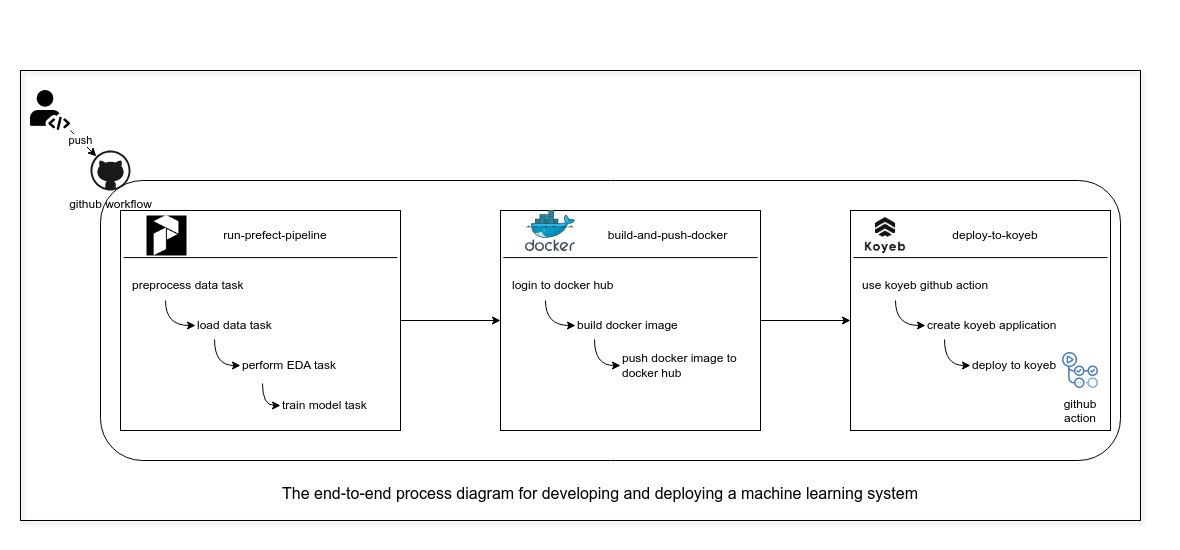 </>
push
github workflow
run-prefect-pipeline
preprocess data task
load data task
perform EDA task
train model task
docker
build-and-push-docker
login to docker hub
build docker image
push docker image to
docker hub
Koyeb
deploy-to-koyeb
use koyeb github action
create koyeb application
deploy to koyeb
github
action
The end-to-end process diagram for developing and deploying a machine learning system